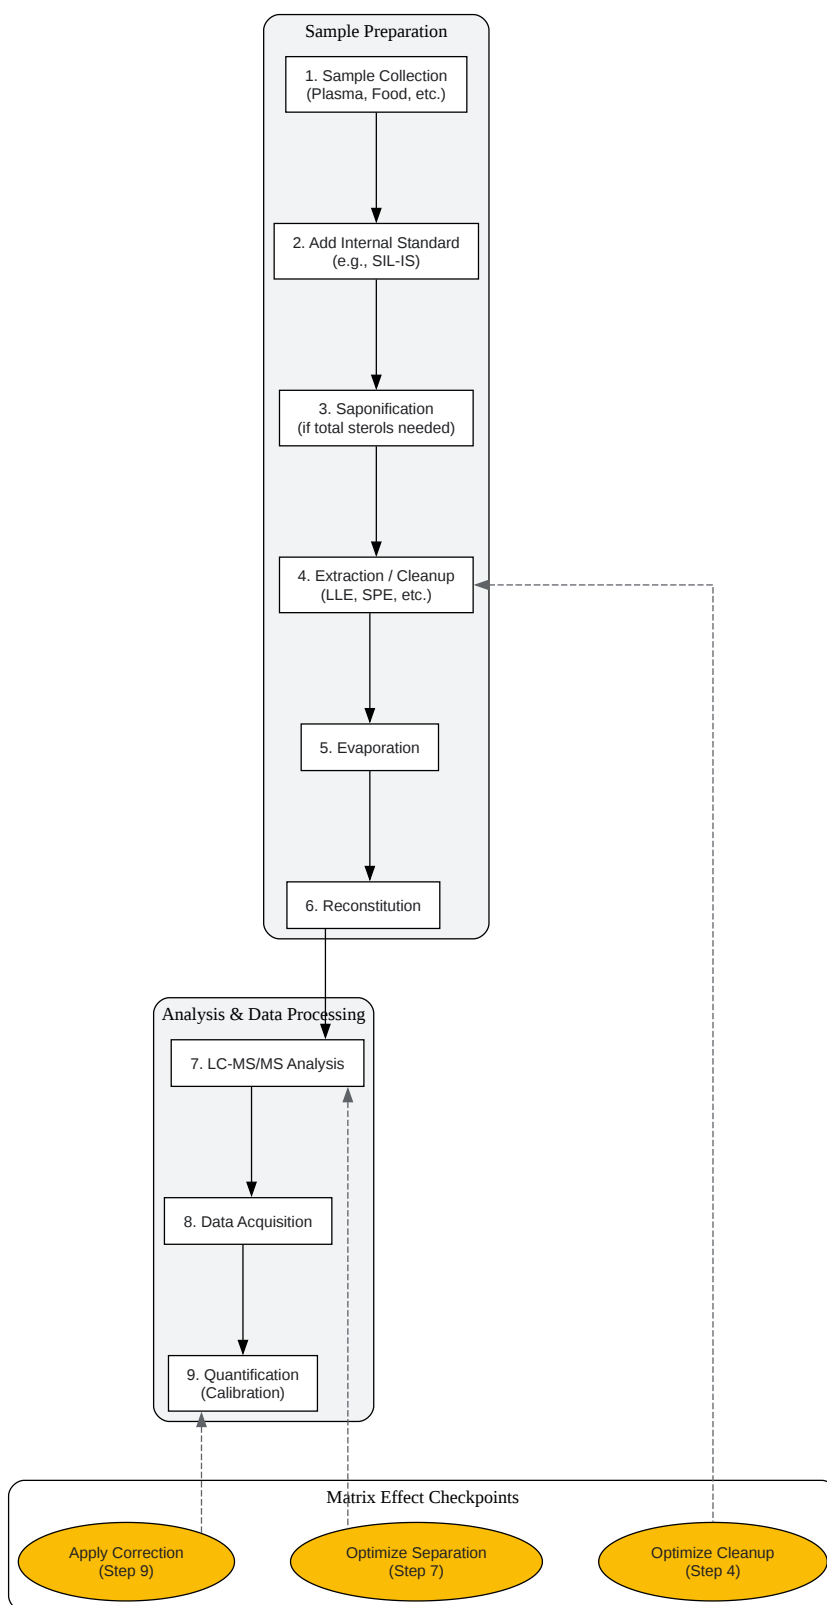 Sample Preparation
1. Sample Collection
(Plasma, Food, etc.)
2. Add Internal Standard
(e.g., SIL-IS)
3. Saponification
(if total sterols needed)
4. Extraction / Cleanup
(LLE, SPE, etc.)
5. Evaporation
6. Reconstitution
Analysis & Data Processing
7. LC-MS/MS Analysis
8. Data Acquisition
9. Quantification
(Calibration)
Matrix Effect Checkpoints
Apply Correction
(Step 9)
Optimize Separation
(Step 7)
Optimize Cleanup
(Step 4)